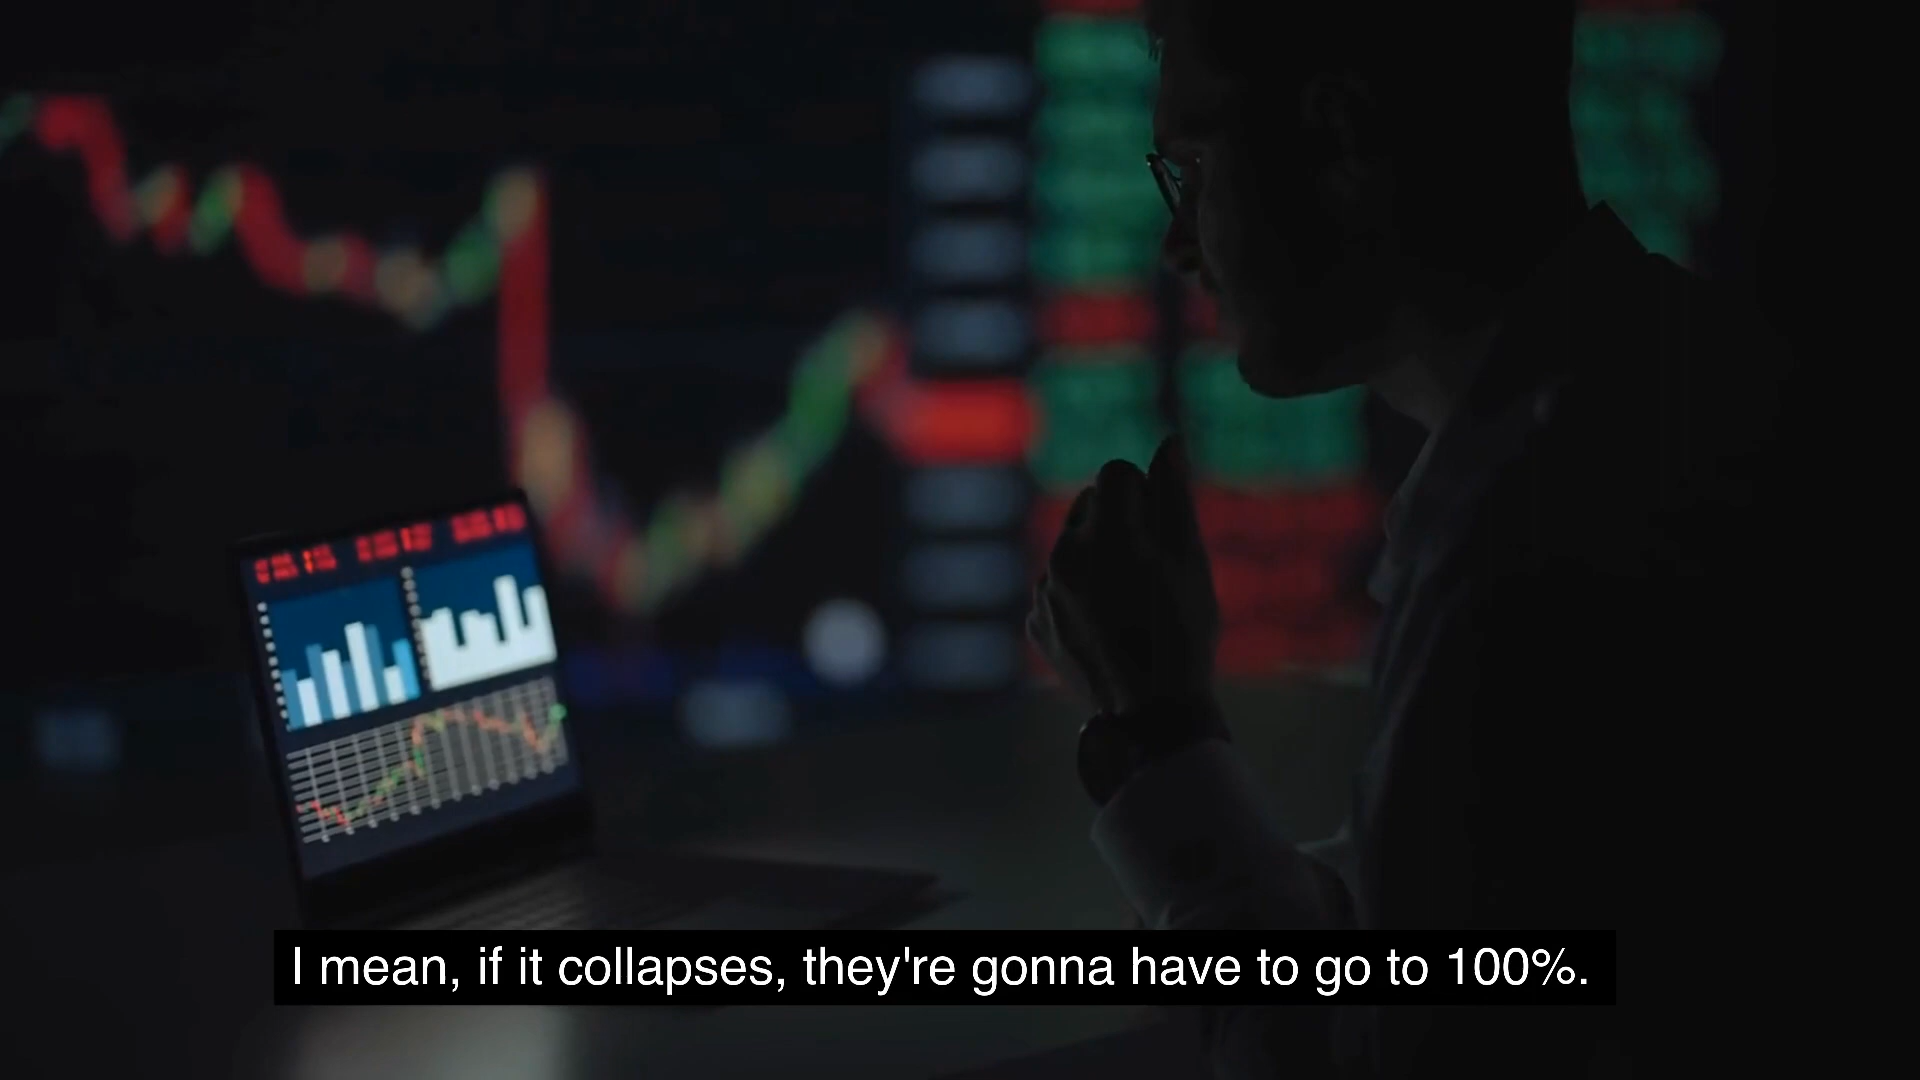 I mean, if it collapses, they're gonna have to go to 100%.